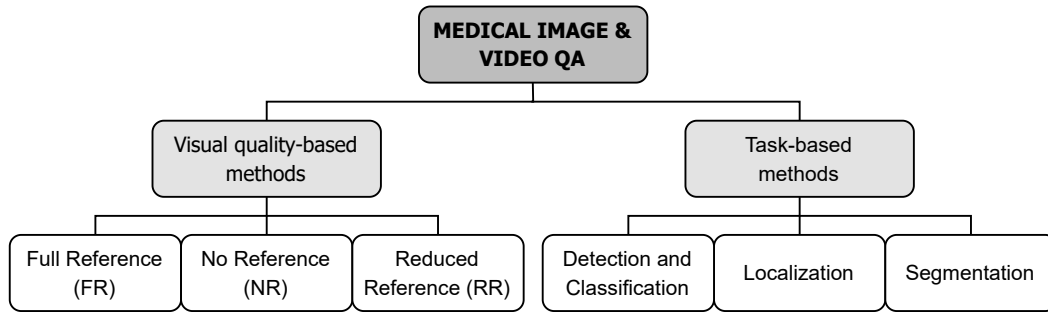 MEDICAL IMAGE &
VIDEO QA
Visual quality-based
methods
Task-based
methods
Full Reference
(FR)
No Reference
(NR)
Reduced
Reference (RR)
Detection and
Classification
Localization
Segmentation